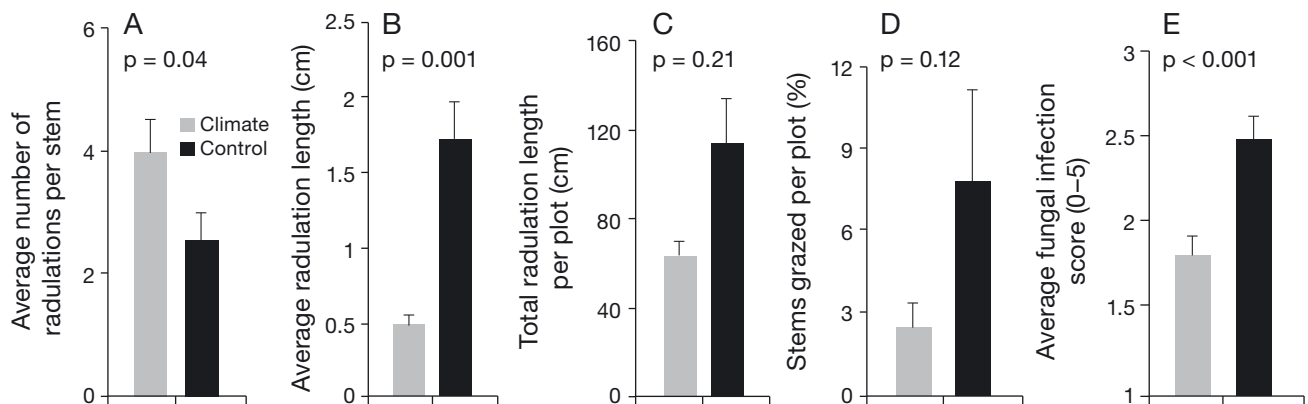 A
p = 0.04
Climate
Control
Average number of
radulations per stem
6
4
2
0
B
p = 0.001
Average radulation length (cm)
2.5
2
1.5
1
0.5
0
C
p = 0.21
Total radulation length
per plot (cm)
160
120
80
40
0
D
p = 0.12
Stems grazed per plot (%)
12
9
6
3
0
E
p < 0.001
Average fungal infection
score (0–5)
3
2.5
2
1.5
1